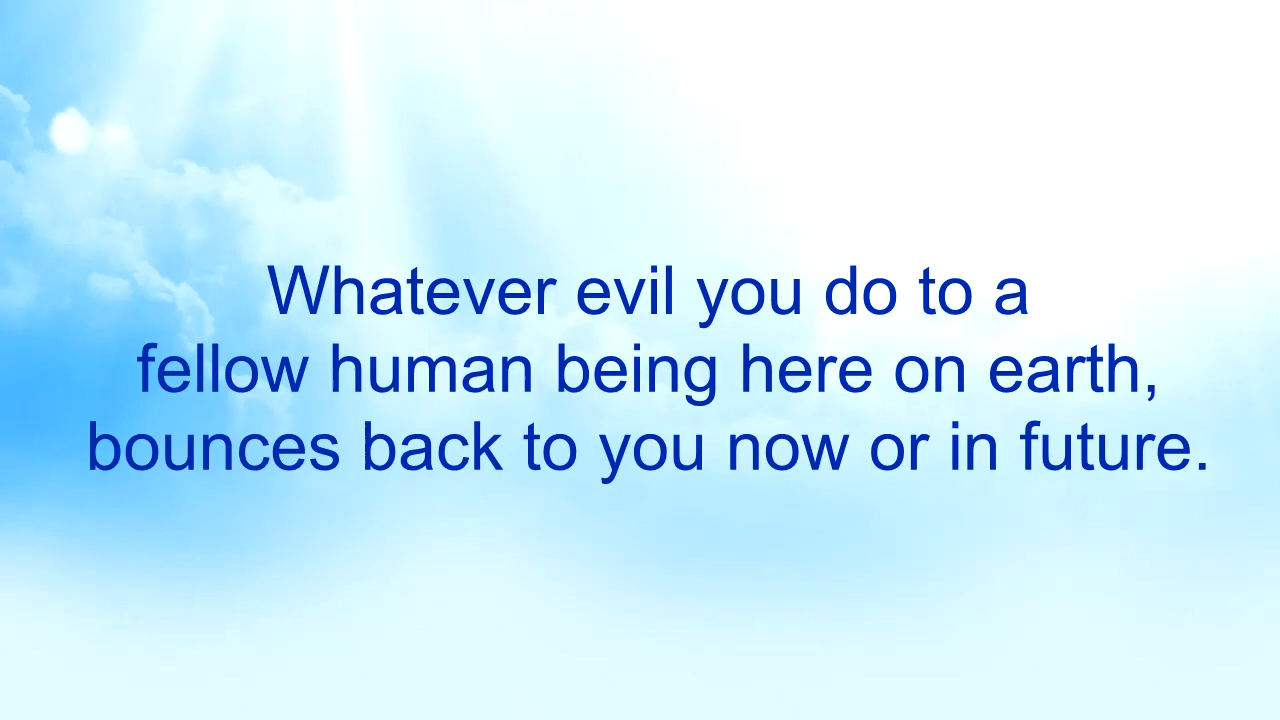 Whatever evil you do to a
fellow human being here on earth,
bounces back to you now or in future.